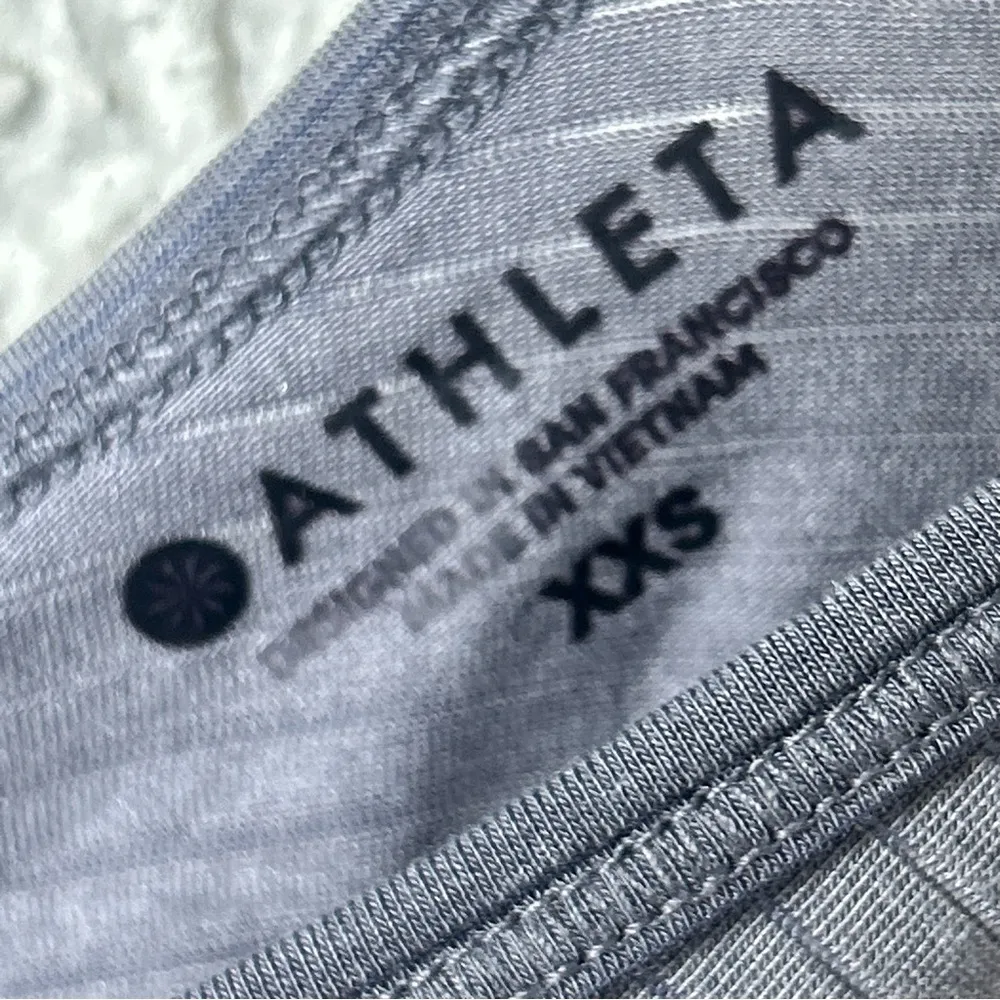 ATHLETA
DESIGNED IN SAN FRANCISCO
MADE IN VIETNAM
XXS